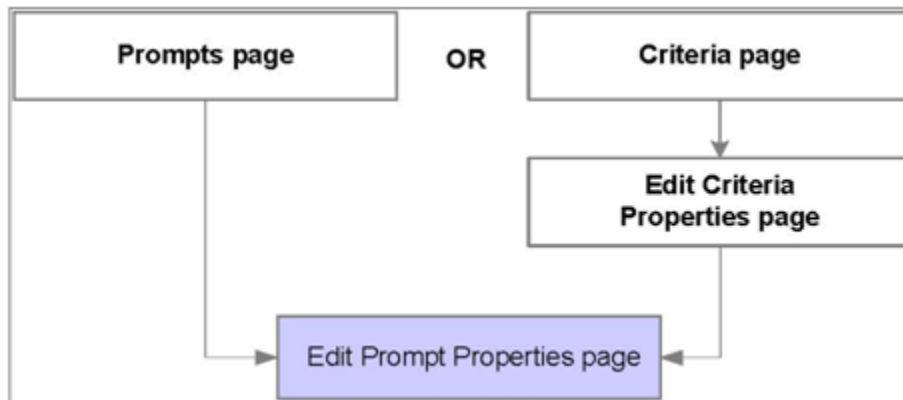 Prompts page
OR
Criteria page
Edit Criteria
Properties page
Edit Prompt Properties page